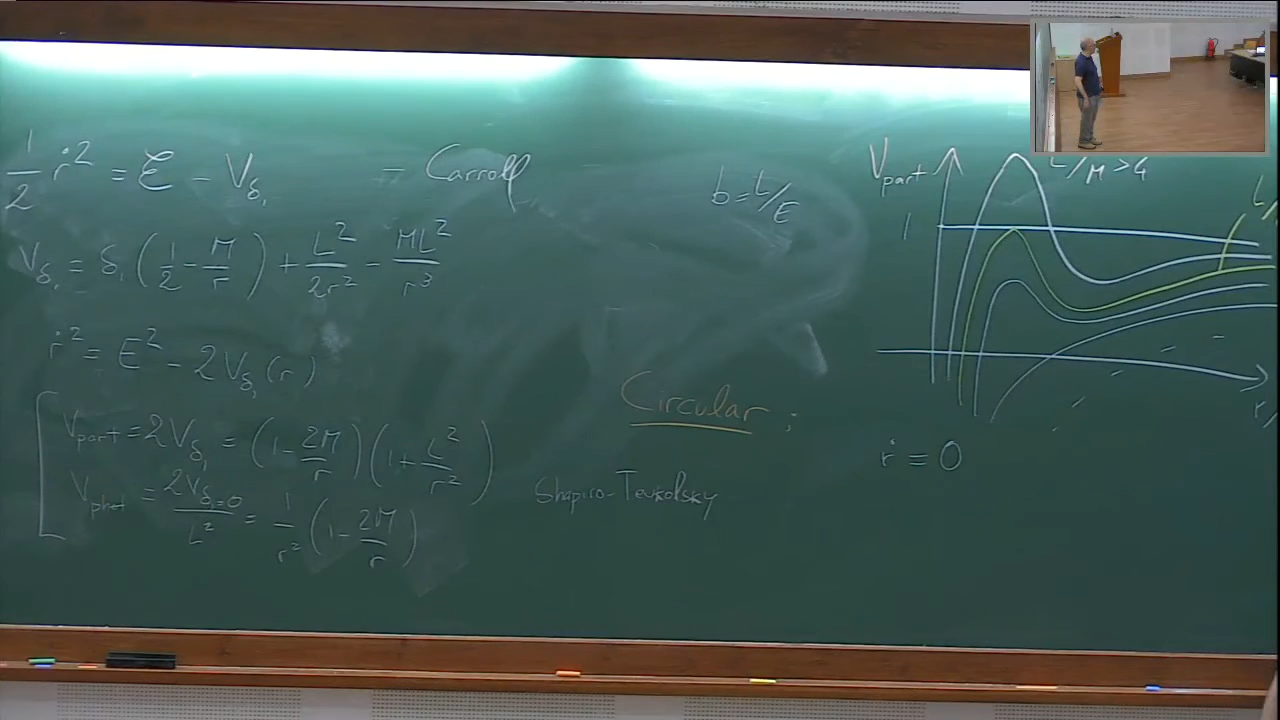 1/2 ṙ² = ℰ − V_δ₁ − Carroll
V_δ₁ = δ₁ (1/2 − M/r) + L²/2r² − ML²/r³
ṙ² = E² − 2V_δ₁(r)
V_part = 2V_δ₁ = (1 − 2M/r)(1 + L²/r²)
V_phot = 2V_δ₁=0/L² = 1/r² (1 − 2M/r)
Shapiro-Teukolsky
b = L/E
Circular :
ṙ = 0
V_part
L/M > 4
1
L/
r/